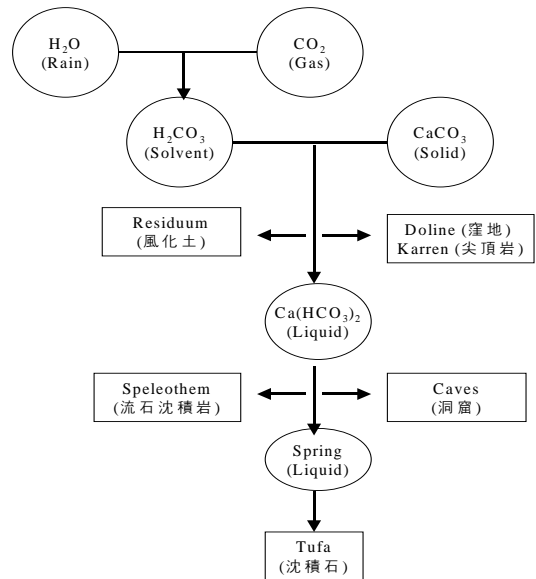 H₂O
(Rain)
CO₂
(Gas)
H₂CO₃
(Solvent)
CaCO₃
(Solid)
Residuum
(風化土)
Doline (窪地)
Karren (尖頂岩)
Ca(HCO₃)₂
(Liquid)
Speleothem
(流石沈積岩)
Caves
(洞窟)
Spring
(Liquid)
Tufa
(沈積石)